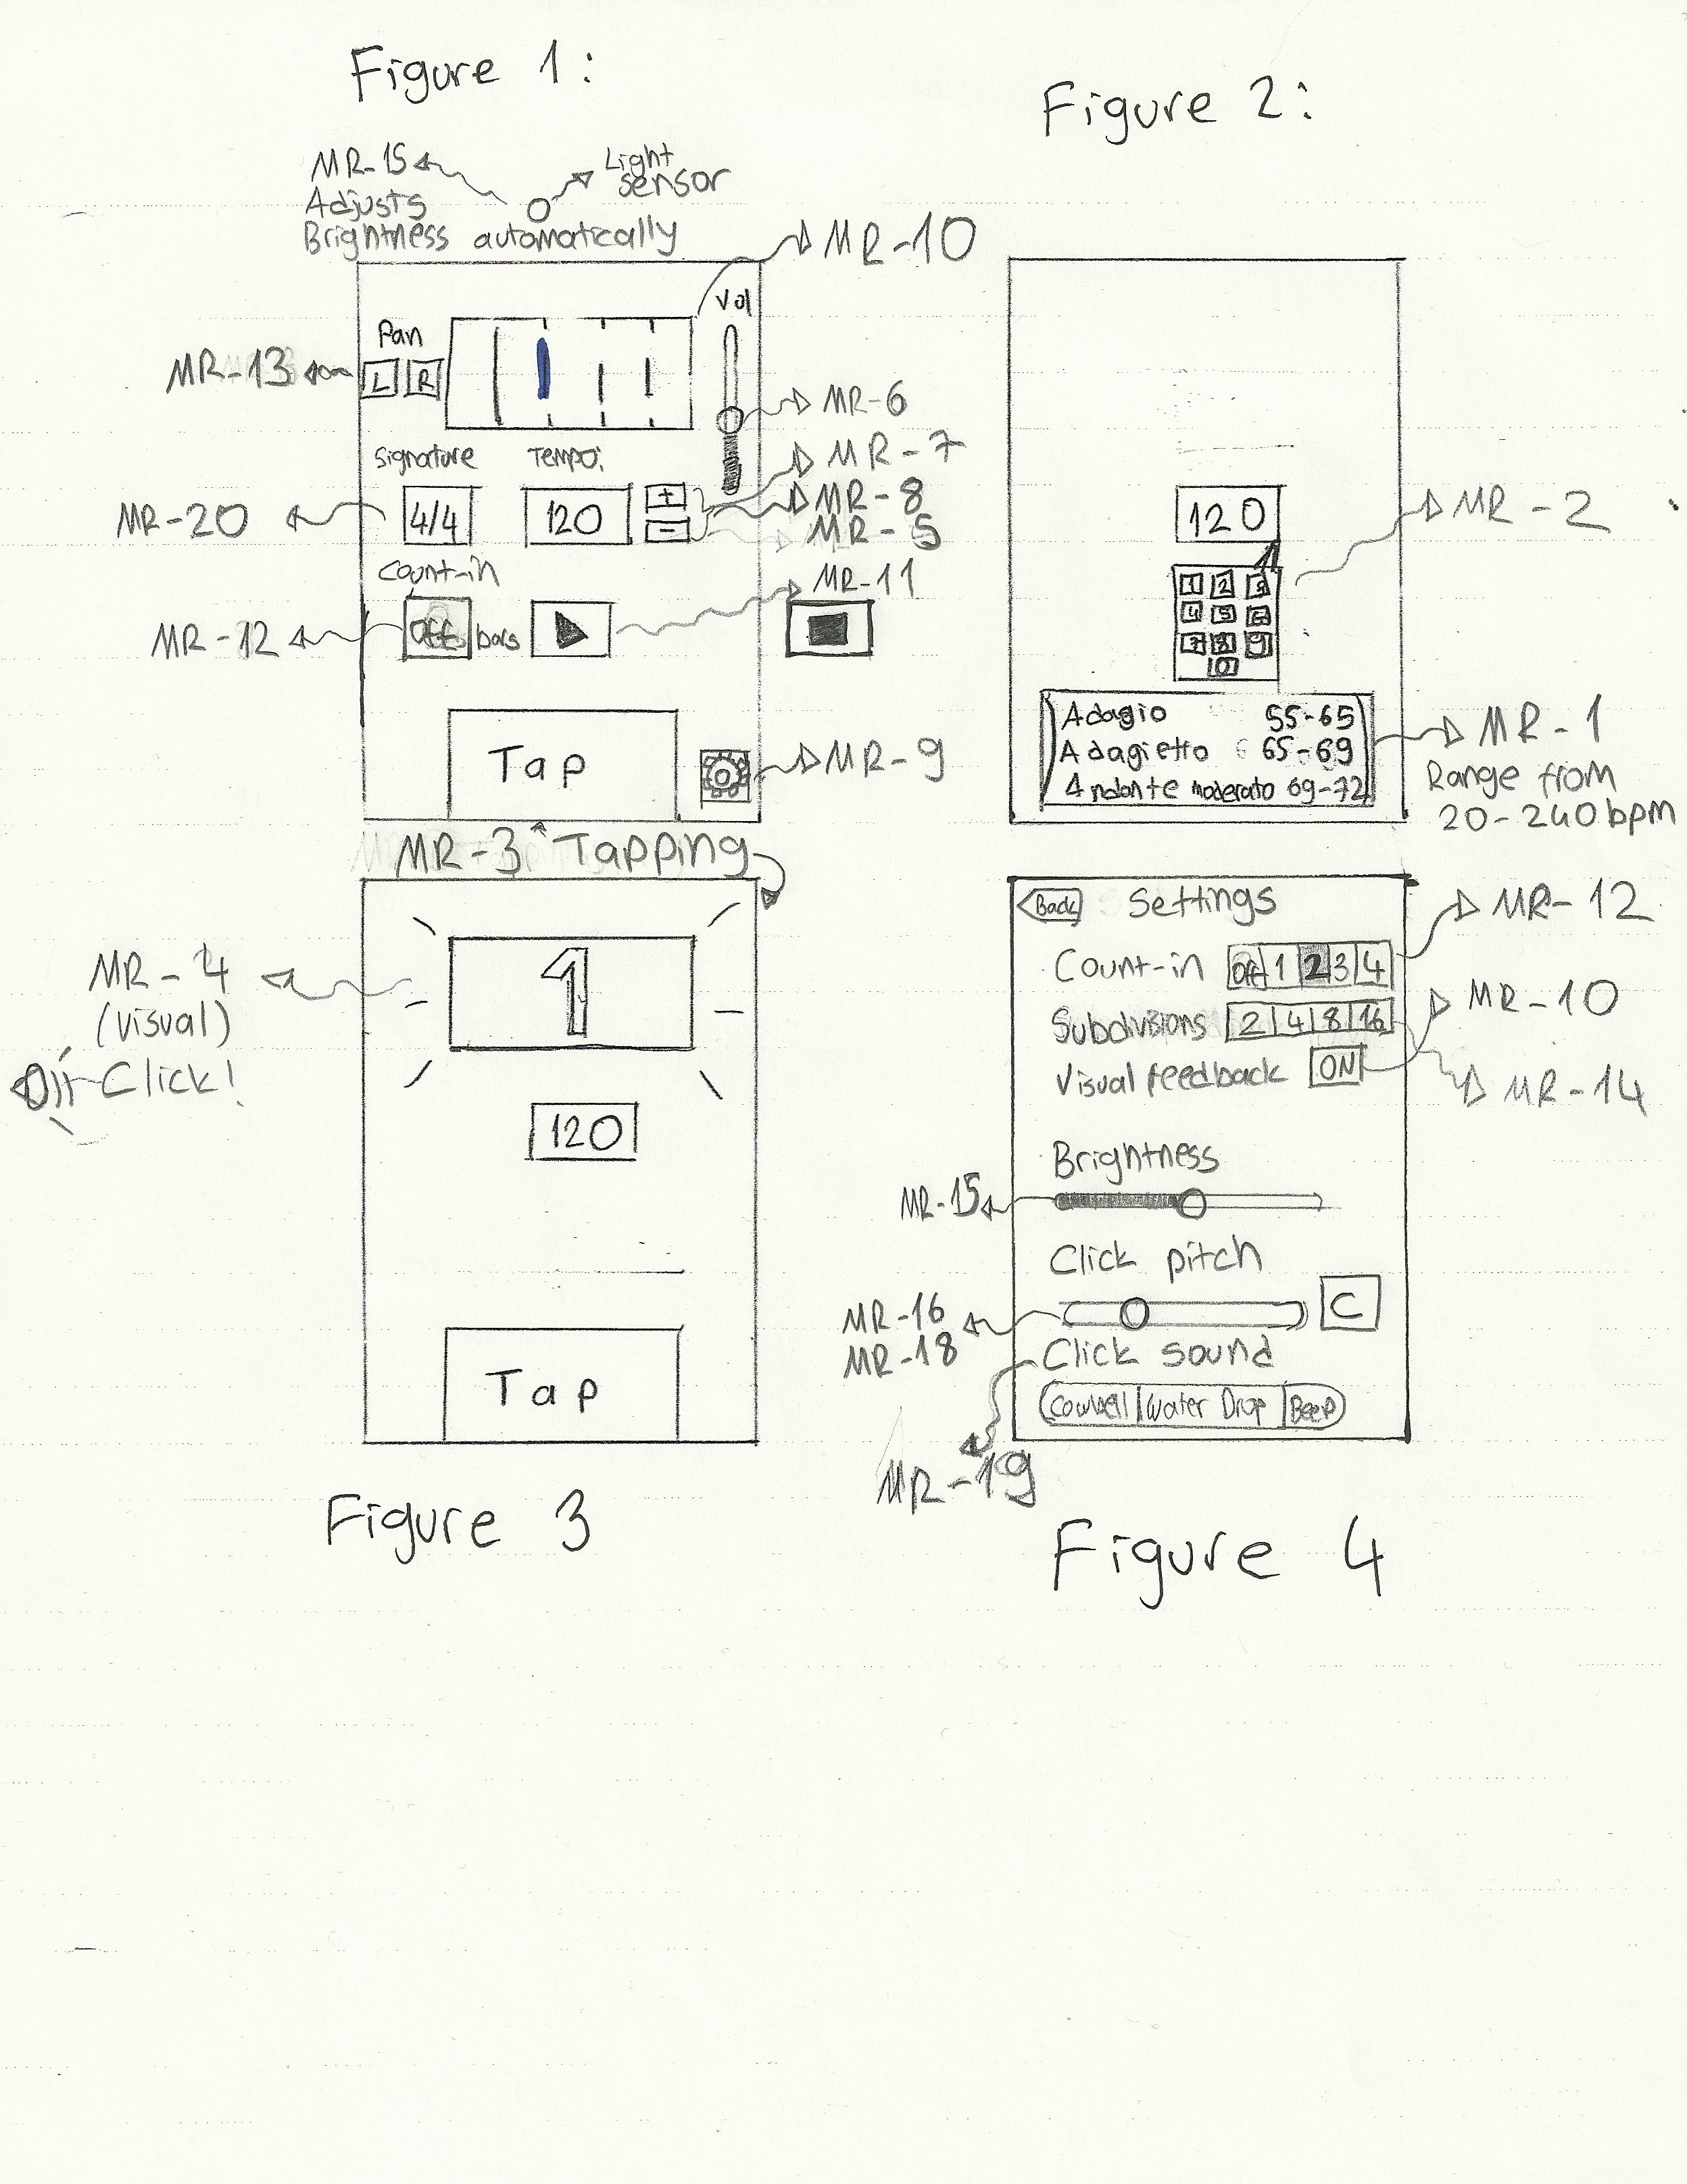 Figure 1:
MR-15
Adjusts
Brightness automatically
Light
sensor
MR-10
Vol
Pan
L R
MR-13
MR-6
Signature
Tempo:
MR-7
MR-20
4/4
120
+
-
MR-8
MR-5
Count-in
MR-11
MR-12
Off bars
Tap
MR-9
MR-3 Tapping
Figure 2:
120
MR-2
1 2 3
4 5 6
7 8 9
0
Adagio 55-65
Adagietto 65-69
Andante moderato 69-72
MR-1
Range from
20-240 bpm
MR-4
(visual)
Click!
1
120
Tap
Figure 3
Back Settings
MR-12
Count-in Off 1 2 3 4
MR-10
Subdivisions 2 4 8 16
Visual feedback ON
MR-14
Brightness
MR-15
Click pitch
C
MR-16
MR-18
Click sound
Cowbell Water Drop Beep
MR-19
Figure 4